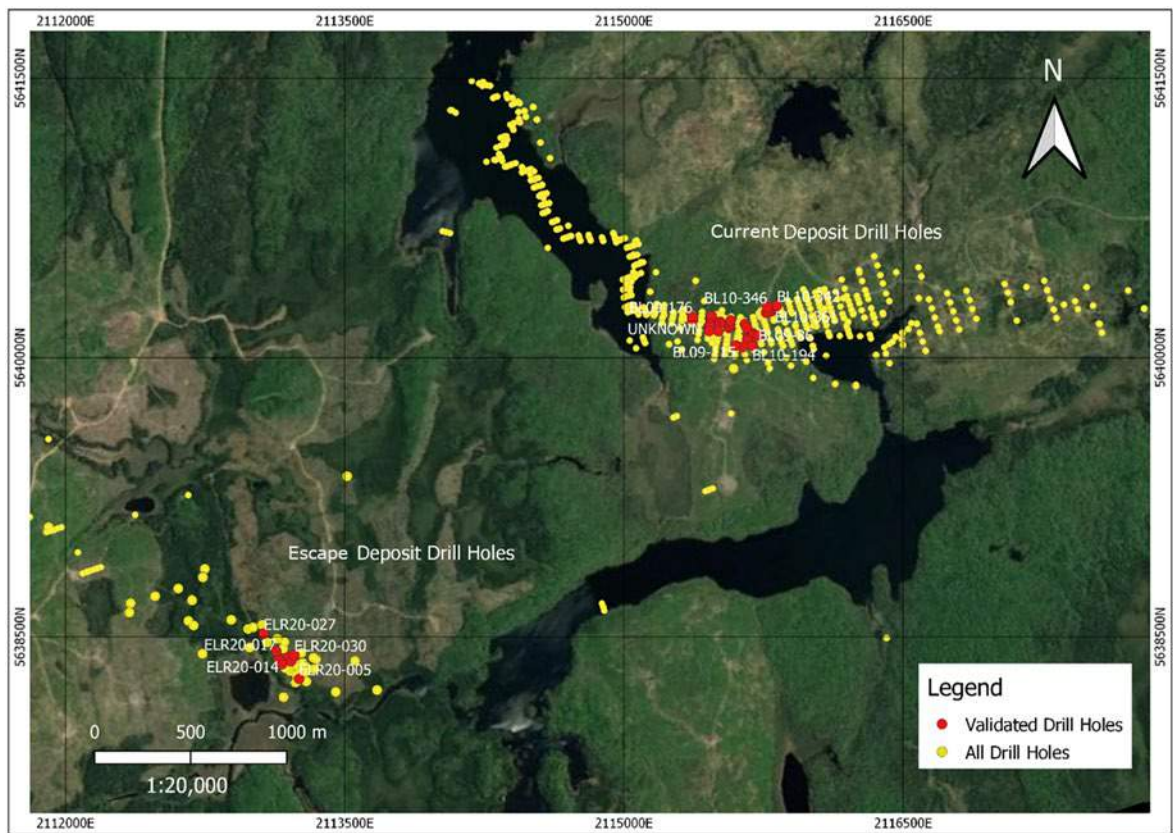 2112000E 2113500E 2115000E 2116500E
5641500N 5641500N
N
Current Deposit Drill Holes
BL10-346
UNKNOWN
BL10-194
5640000N 5640000N
Escape Deposit Drill Holes
ELR20-027
ELR20-017 ELR20-030
ELR20-014 ELR20-005
5638500N 5638500N
Legend
Validated Drill Holes
All Drill Holes
0 500 1000 m
1:20,000
2112000E 2113500E 2115000E 2116500E